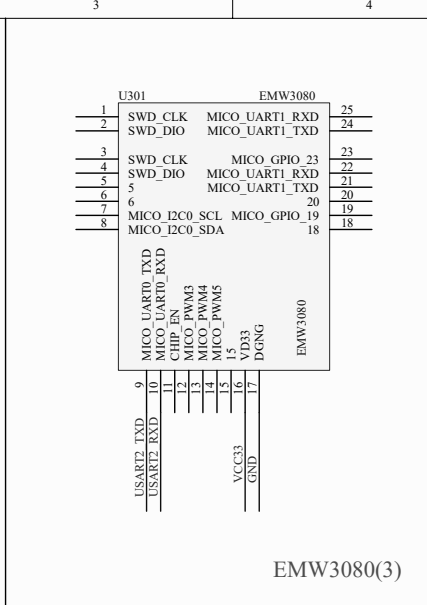 3 4
U301 EMW3080
1 SWD_CLK MICO_UART1_RXD 25
2 SWD_DIO MICO_UART1_TXD 24
3 SWD_CLK MICO_GPIO_23 23
4 SWD_DIO MICO_UART1_RXD 22
5 5 MICO_UART1_TXD 21
6 6 20 20
7 MICO_I2C0_SCL MICO_GPIO_19 19
8 MICO_I2C0_SDA 18 18
MICO_UART0_TXD
MICO_UART0_RXD
CHIP_EN
MICO_PWM3
MICO_PWM4
MICO_PWM5
15
VD33
DGNG
EMW3080
9 10 11 12 13 14 15 16 17
USART2_TXD
USART2_RXD
VCC33
GND
EMW3080(3)